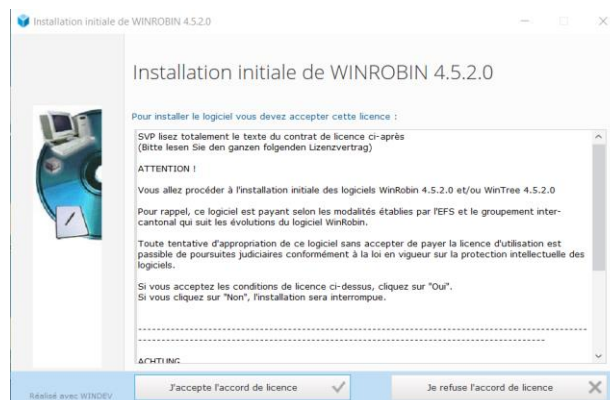 Installation initiale de WINROBIN 4.5.2.0
Installation initiale de WINROBIN 4.5.2.0
Pour installer le logiciel vous devez accepter cette licence :
SVP lisez totalement le texte du contrat de licence ci-après
(Bitte lesen Sie den ganzen folgenden Lizenzvertrag)
ATTENTION !
Vous allez procéder à l'installation initiale des logiciels WinRobin 4.5.2.0 et/ou WinTree 4.5.2.0
Pour rappel, ce logiciel est payant selon les modalités établies par l'EFS et le groupement inter-
cantonal qui suit les évolutions du logiciel WinRobin.
Toute tentative d'appropriation de ce logiciel sans accepter de payer la licence d'utilisation est
passible de poursuites judiciaires conformément à la loi en vigueur sur la protection intellectuelle des
logiciels.
Si vous acceptez les conditions de licence ci-dessus, cliquez sur "Oui".
Si vous cliquez sur "Non", l'installation sera interrompue.
ACHTUNG
Réalisé avec WINDEV
J'accepte l'accord de licence
Je refuse l'accord de licence